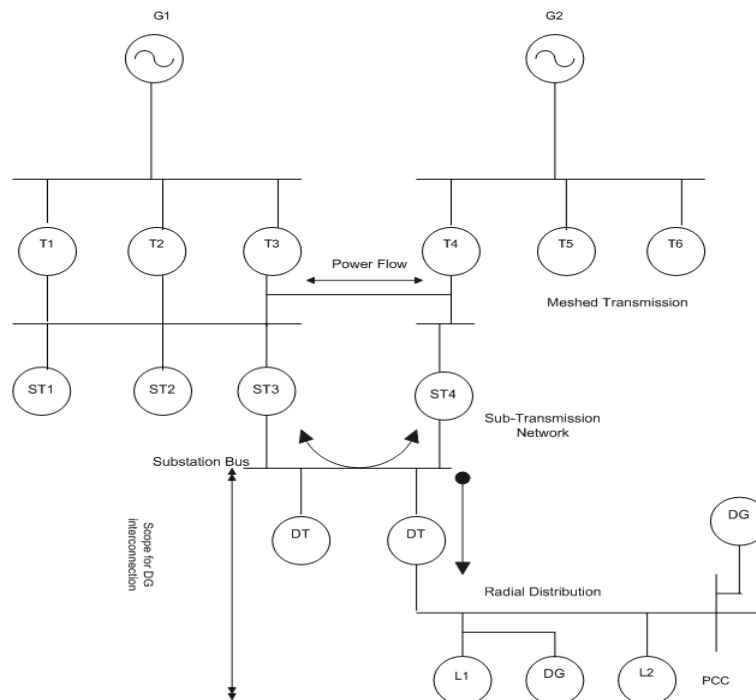 G1
G2
T1
T2
T3
T4
T5
T6
Power Flow
Meshed Transmission
ST1
ST2
ST3
ST4
Sub-Transmission
Network
Substation Bus
Scope for DG
interconnection
DT
DT
DG
Radial Distribution
L1
DG
L2
PCC